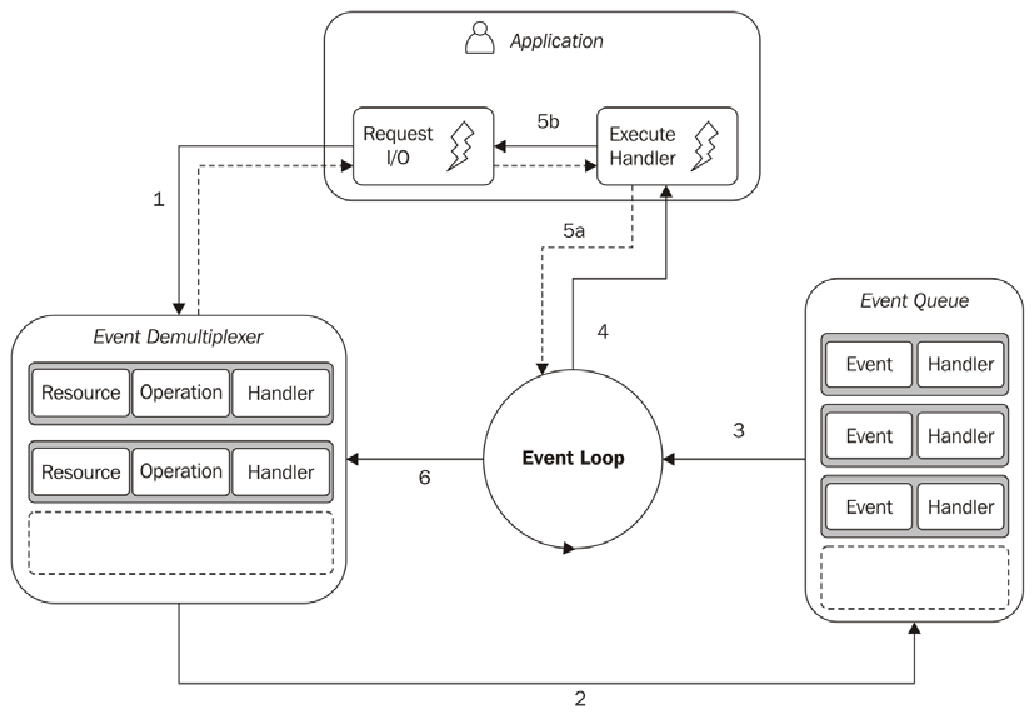 Application
Request
I/O
5b
Execute
Handler
1
5a
Event Demultiplexer
Resource Operation Handler
Resource Operation Handler
4
Event Loop
6
3
Event Queue
Event Handler
Event Handler
Event Handler
2